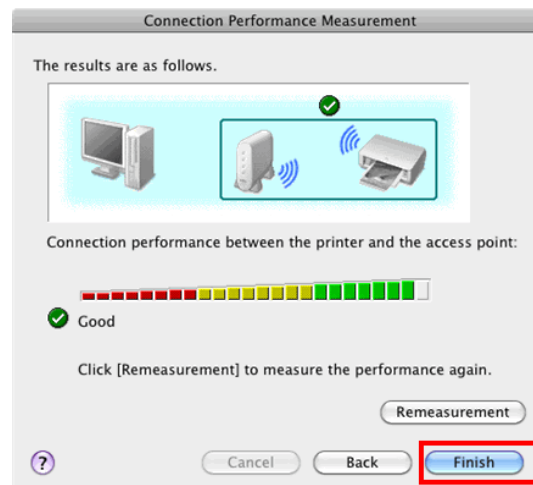 Connection Performance Measurement
The results are as follows.
Connection performance between the printer and the access point:
Good
Click [Remeasurement] to measure the performance again.
Remeasurement
?
Cancel
Back
Finish